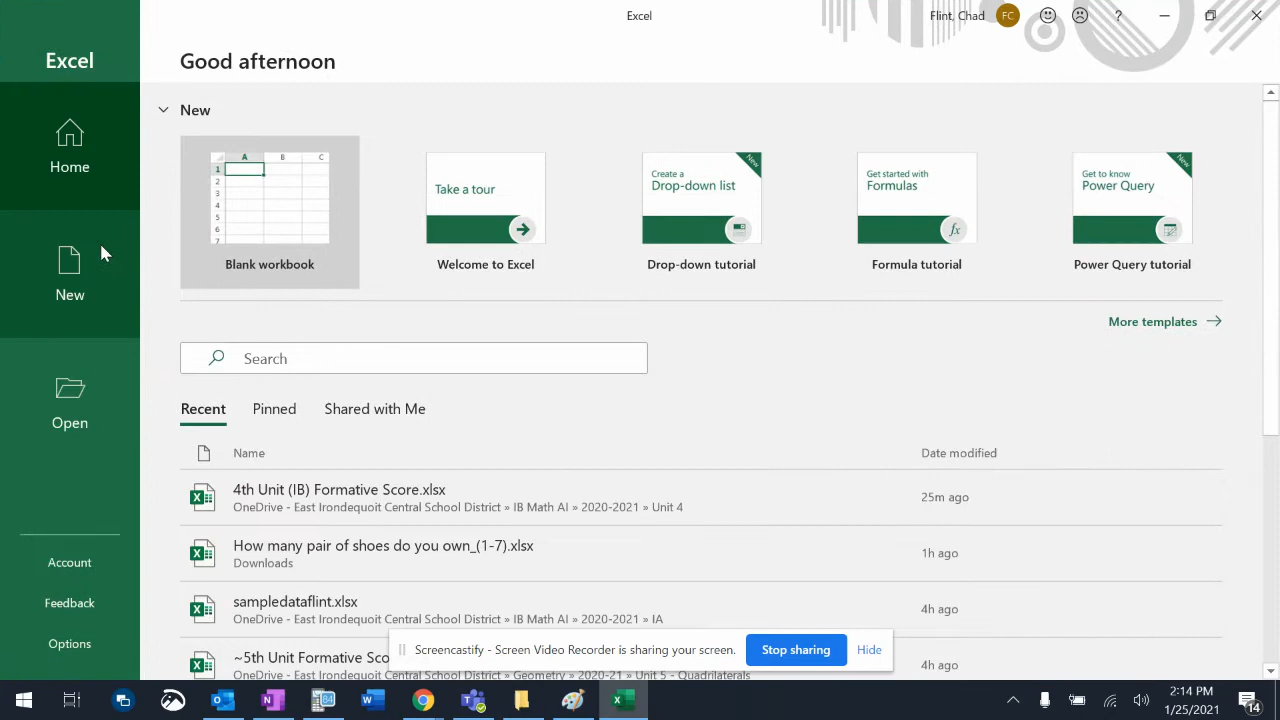 Excel
Flint, Chad FC ?
Excel
Good afternoon
Home
New
Open
Account
Feedback
Options
New
A B C
1
2
3
4
5
6
7
Blank workbook
Take a tour
Welcome to Excel
New
Create a
Drop-down list
Drop-down tutorial
Get started with
Formulas
fx
Formula tutorial
New
Get to know
Power Query
Power Query tutorial
More templates
Search
Recent Pinned Shared with Me
Name Date modified
4th Unit (IB) Formative Score.xlsx
OneDrive - East Irondequoit Central School District » IB Math AI » 2020-2021 » Unit 4
25m ago
How many pair of shoes do you own_(1-7).xlsx
Downloads
1h ago
sampledataflint.xlsx
OneDrive - East Irondequoit Central School District » IB Math AI » 2020-2021 » IA
4h ago
~5th Unit Formative Sco
OneDrive - East Irondequoit Central School District » Geometry » Unit 5 - Quadrilaterals
4h ago
Screencastify - Screen Video Recorder is sharing your screen. Stop sharing Hide
84
2:14 PM
1/25/2021
14